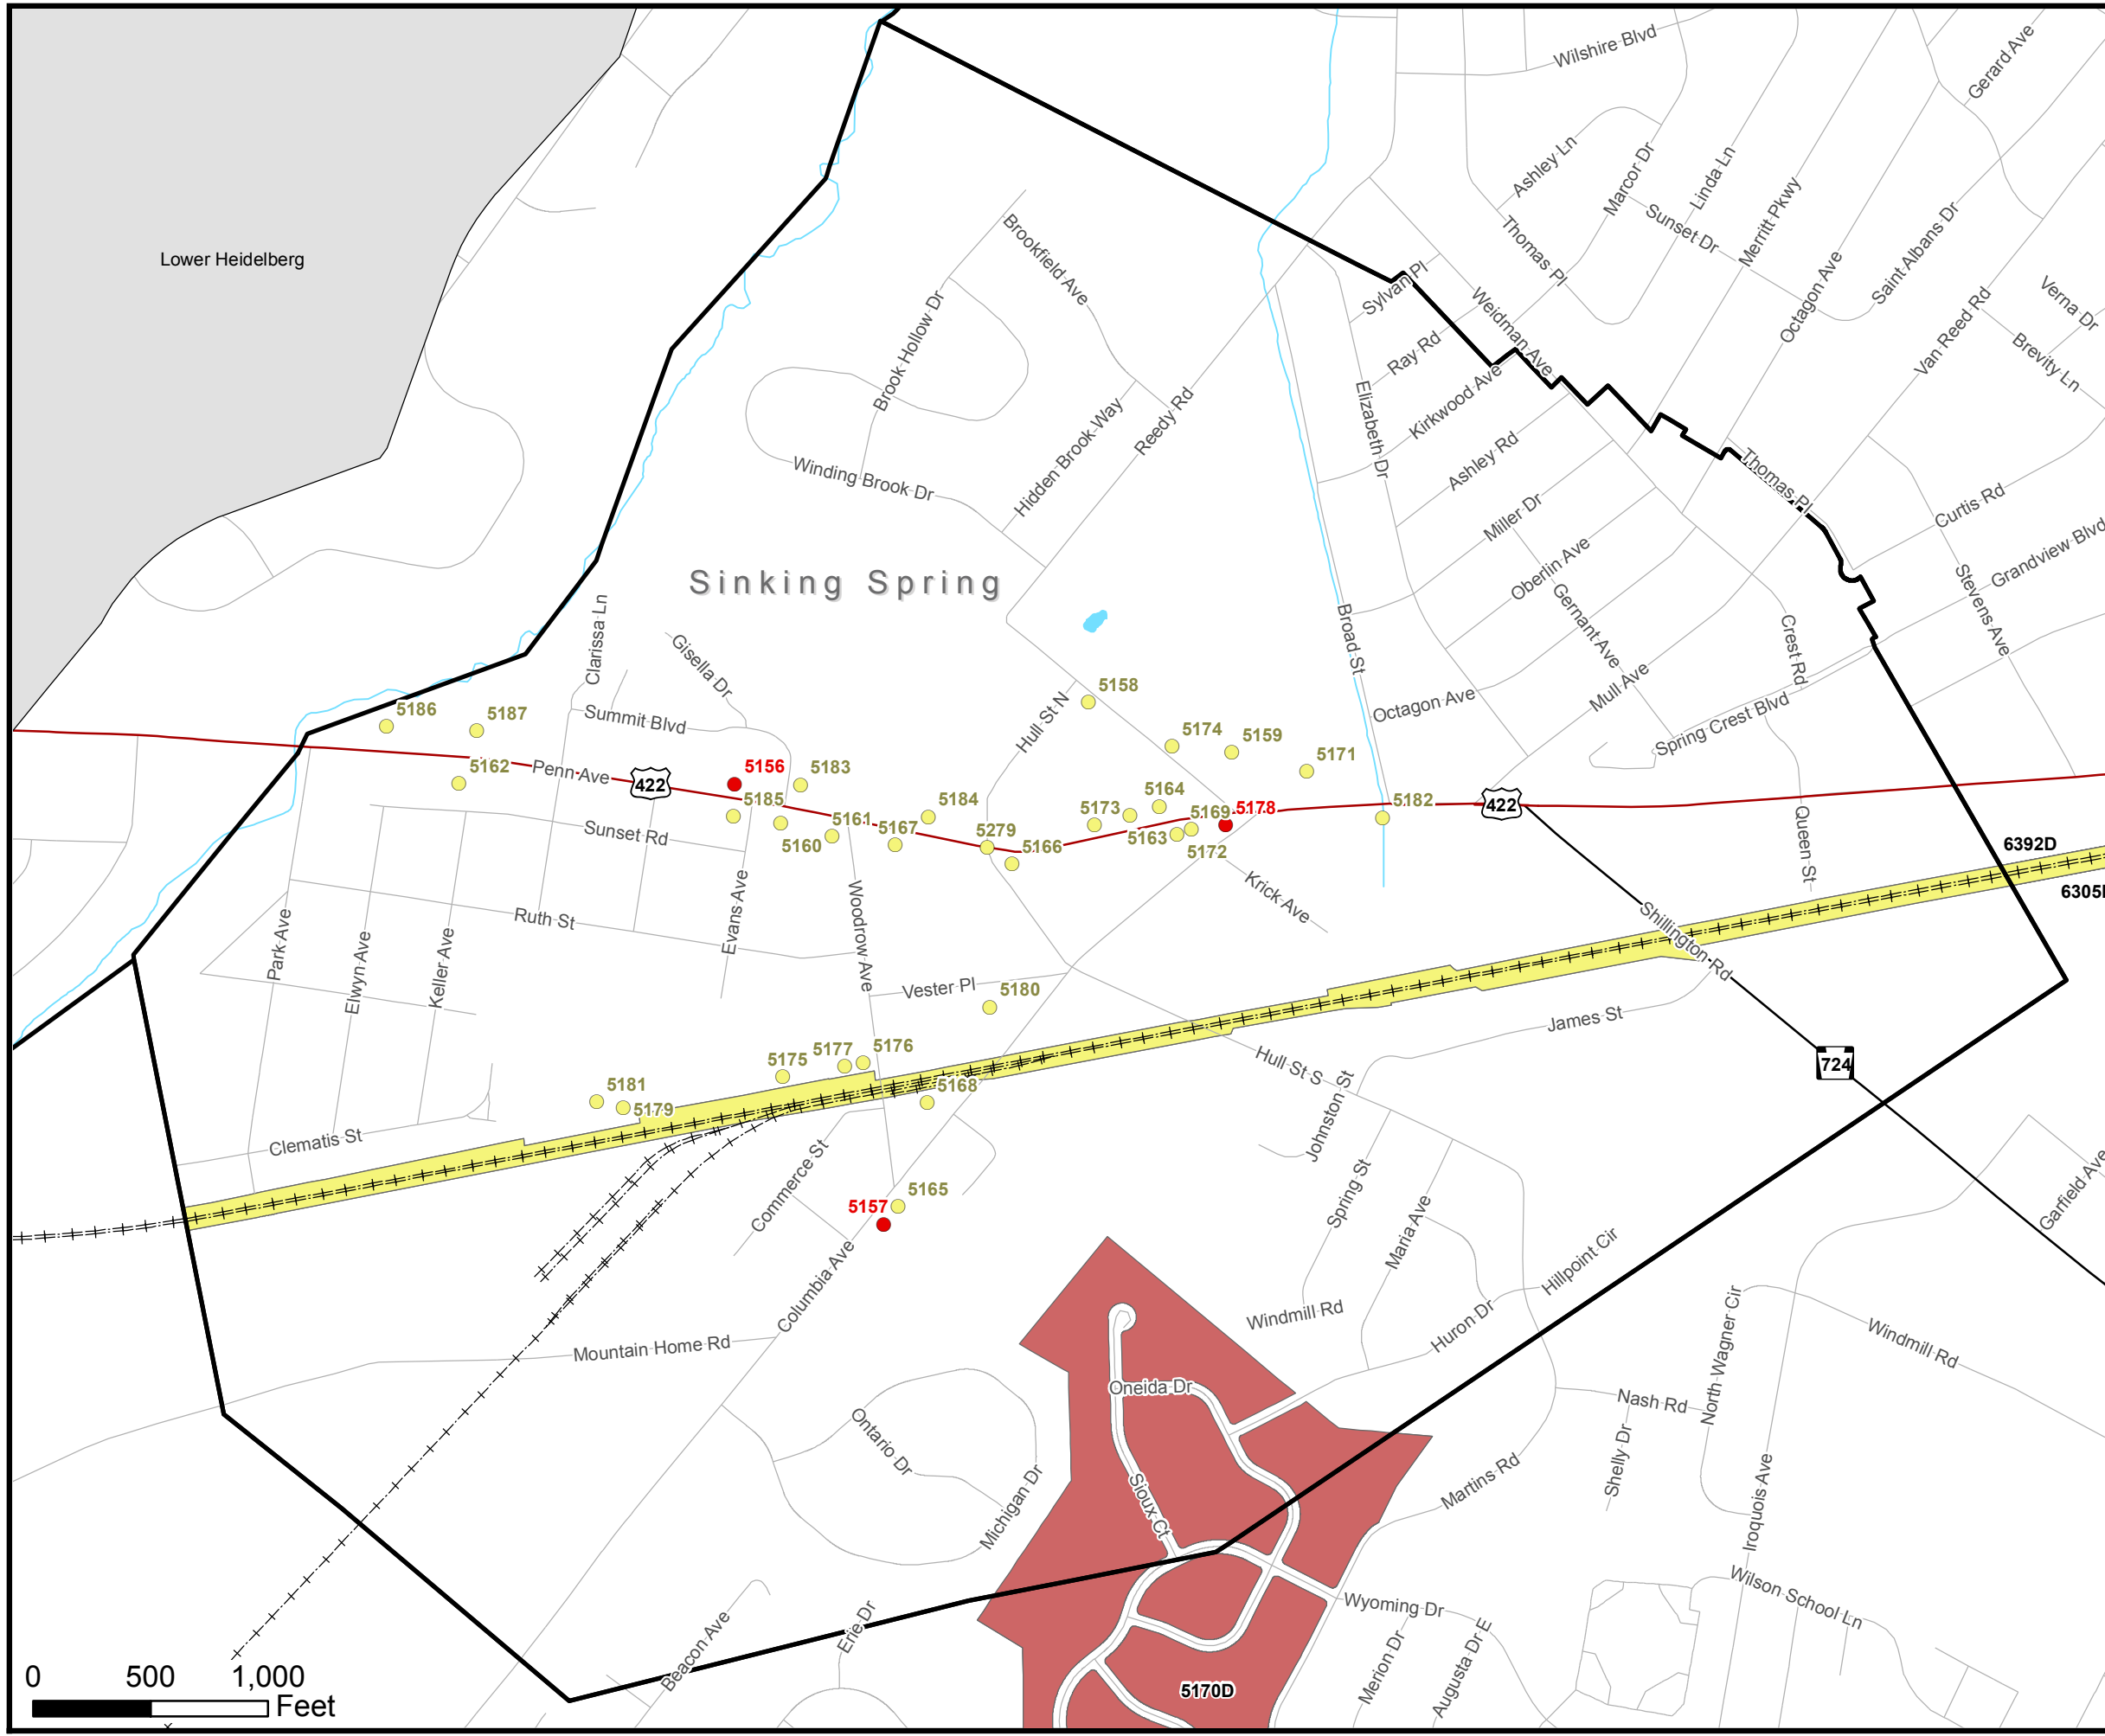 Wilshire Blvd
Gerard Ave
Ashley Ln
Marcor Dr
Linda Ln
Merritt Pkwy
Sunset Dr
Saint Albans Dr
Thomas Pl
Octagon Ave
Lower Heidelberg
Brookfield Ave
Sylvan Pl
Weidman Ave
Van Reed Rd
Verna Dr
Brook Hollow Dr
Ray Rd
Brevity Ln
Kirkwood Ave
Elizabeth Dr
Reedy Rd
Hidden Brook Way
Ashley Rd
Winding Brook Dr
Thomas Pl
Miller Dr
Curtis Rd
Grandview Blvd
Oberlin Ave
Sinking Spring
Stevens Ave
Gernant Ave
Broad St
Clarissa Ln
Gisella Dr
Crest Rd
Mull Ave
5158
Octagon Ave
Spring Crest Blvd
5186
5187
Summit Blvd
Hull St N
5174
5159
5171
5162
Penn Ave
422
5156
5183
5185
5184
5164
5173
5169
5178
5182
422
Sunset Rd
5161
5167
5160
5279
5166
5163
5172
Queen St
6392D
6305
Krick Ave
Evans Ave
Woodrow Ave
Ruth St
Park Ave
Elwyn Ave
Keller Ave
Shillington Rd
Vester Pl
5180
James St
5175
5177
5176
Hull St S
724
5181
5179
5168
Johnston St
Clematis St
Commerce St
5165
5157
Spring St
Maria Ave
Garfield Ave
Columbia Ave
Hillpoint Cir
Windmill Rd
Huron Dr
North Wagner Cir
Windmill Rd
Mountain Home Rd
Oneida Dr
Nash Rd
Ontario Dr
Sioux Ct
Michigan Dr
Martins Rd
Shelly Dr
Iroquois Ave
Wilson School Ln
Wyoming Dr
Erie Dr
Beacon Ave
Merion Dr
Augusta Dr E
5170D
0 500 1,000
Feet